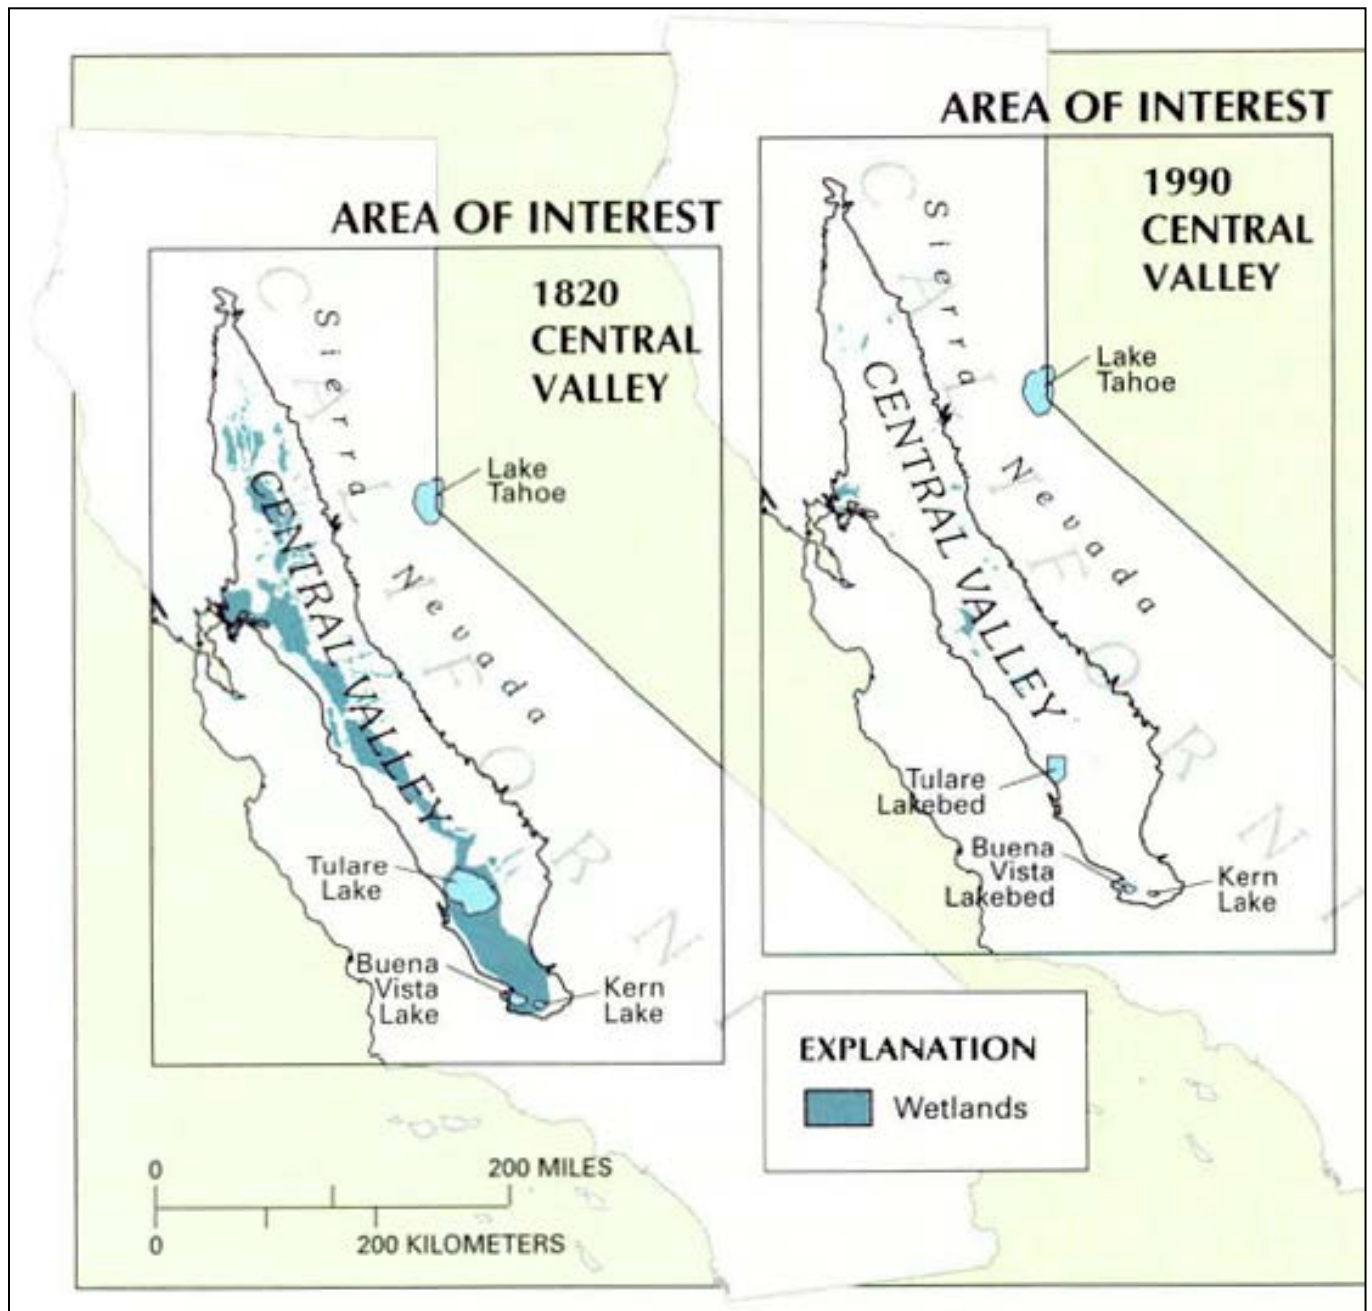 AREA OF INTEREST
1820
CENTRAL
VALLEY
CALIFORN
Sierra
Nevada
Lake
Tahoe
CENTRAL VALLEY
Tulare
Lake
Buena
Vista
Lake
Kern
Lake
0
200 MILES
0
200 KILOMETERS
AREA OF INTEREST
1990
CENTRAL
VALLEY
CALIFORNI
Sierra
Nevada
Lake
Tahoe
CENTRAL VALLEY
Tulare
Lakebed
Buena
Vista
Lakebed
Kern
Lake
EXPLANATION
Wetlands